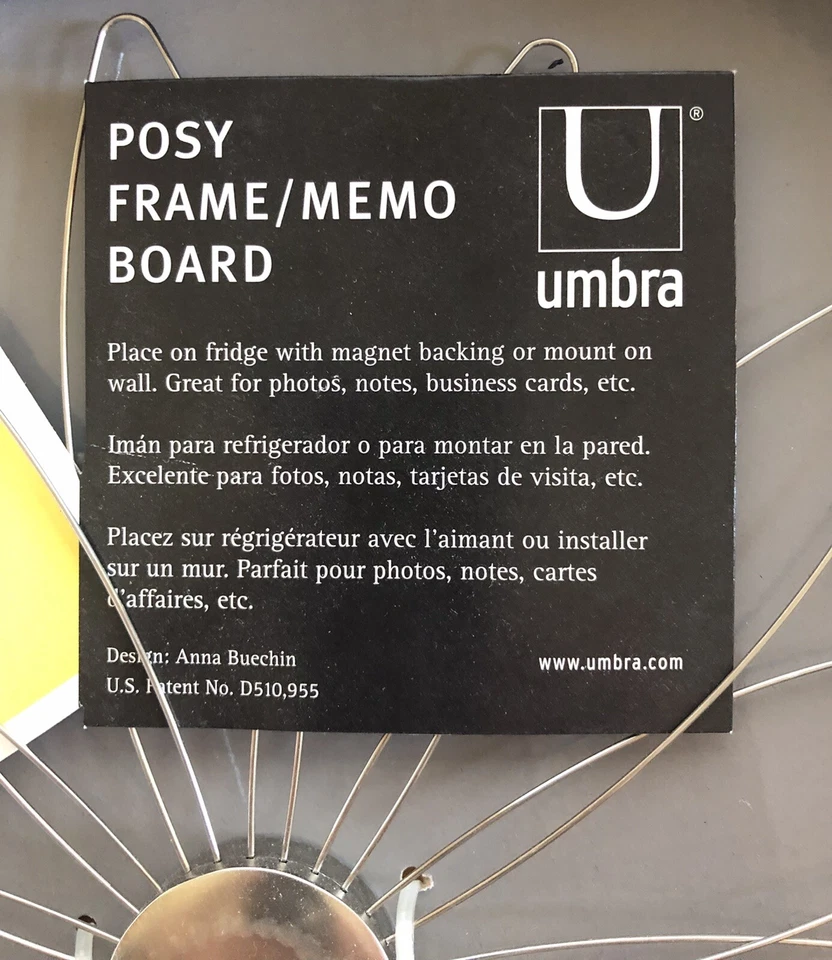 POSY
FRAME/MEMO
BOARD
U®
umbra
Place on fridge with magnet backing or mount on
wall. Great for photos, notes, business cards, etc.
Imán para refrigerador o para montar en la pared.
Excelente para fotos, notas, tarjetas de visita, etc.
Placez sur régrigérateur avec l'aimant ou installer
sur un mur. Parfait pour photos, notes, cartes
d'affaires, etc.
Design: Anna Buechin
U.S. Patent No. D510,955
www.umbra.com